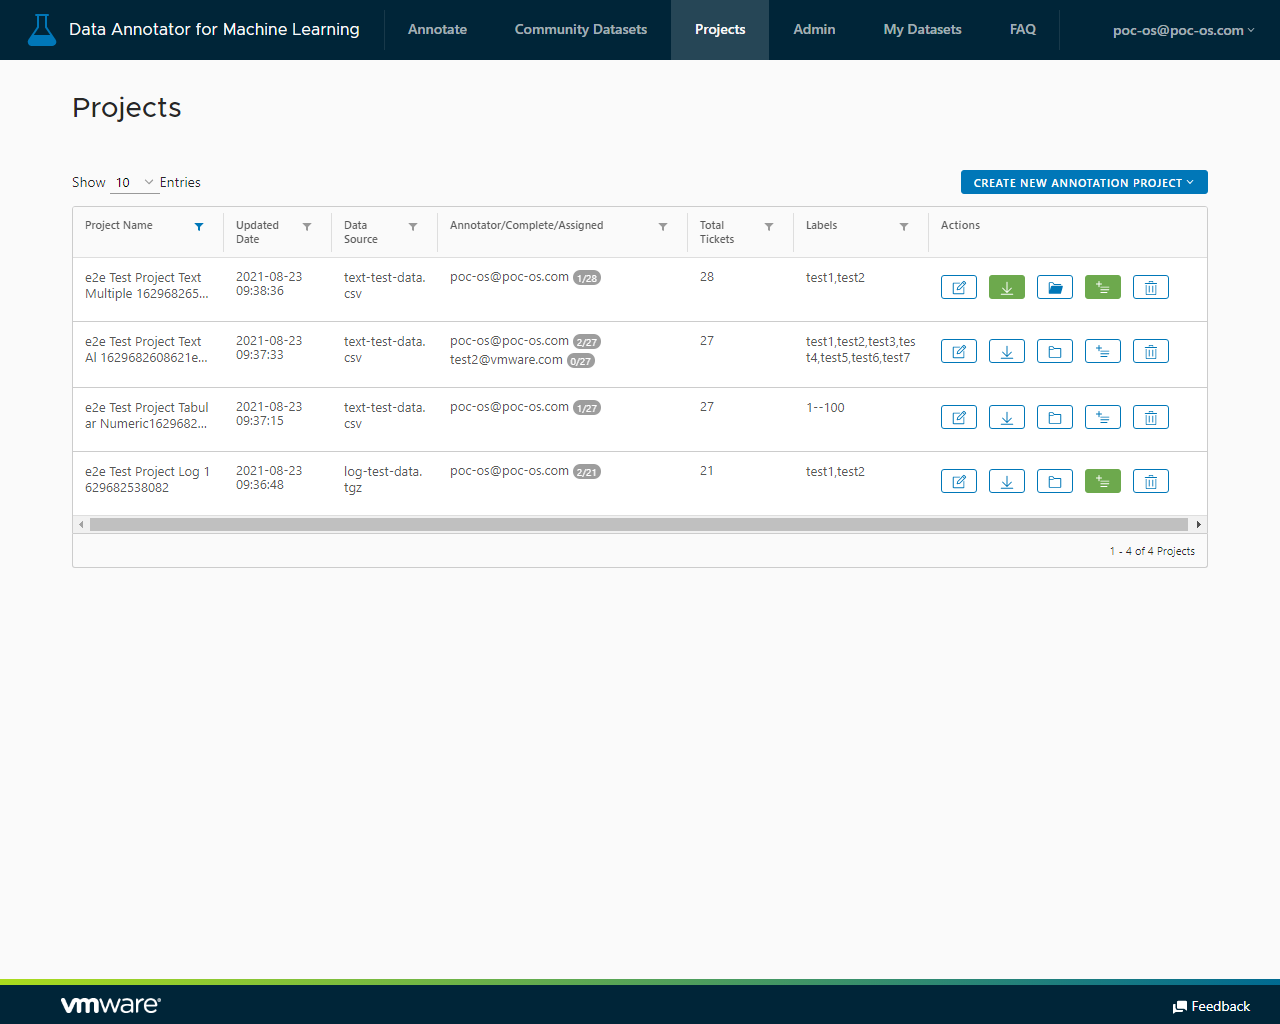 Data Annotator for Machine Learning
Annotate
Community Datasets
Projects
Admin
My Datasets
FAQ
poc-os@poc-os.com
Projects
Show 10 Entries
CREATE NEW ANNOTATION PROJECT
Project Name
Updated
Date
Data
Source
Annotator/Complete/Assigned
Total
Tickets
Labels
Actions
e2e Test Project Text
Multiple 162968265...
2021-08-23
09:38:36
text-test-data.
csv
poc-os@poc-os.com 1/28
28
test1,test2
e2e Test Project Text
Al 1629682608621e...
2021-08-23
09:37:33
text-test-data.
csv
poc-os@poc-os.com 2/27
test2@vmware.com 0/27
27
test1,test2,test3,tes
t4,test5,test6,test7
e2e Test Project Tabul
ar Numeric1629682...
2021-08-23
09:37:15
text-test-data.
csv
poc-os@poc-os.com 1/27
27
1--100
e2e Test Project Log 1
629682538082
2021-08-23
09:36:48
log-test-data.
tgz
poc-os@poc-os.com 2/21
21
test1,test2
1 - 4 of 4 Projects
vmware®
Feedback